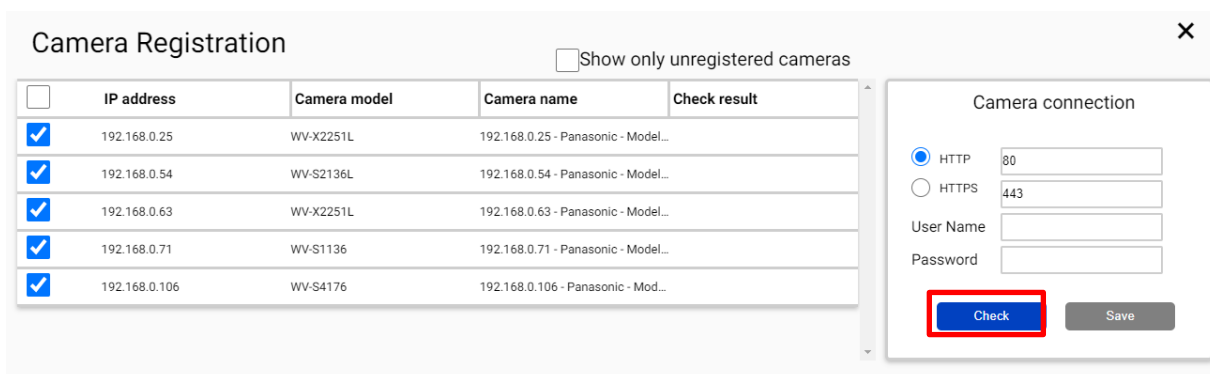 Camera Registration
×
Show only unregistered cameras
IP address Camera model Camera name Check result
192.168.0.25 WV-X2251L 192.168.0.25 - Panasonic - Model...
192.168.0.54 WV-S2136L 192.168.0.54 - Panasonic - Model...
192.168.0.63 WV-X2251L 192.168.0.63 - Panasonic - Model...
192.168.0.71 WV-S1136 192.168.0.71 - Panasonic - Model...
192.168.0.106 WV-S4176 192.168.0.106 - Panasonic - Mod...
Camera connection
HTTP 80
HTTPS 443
User Name
Password
Check Save